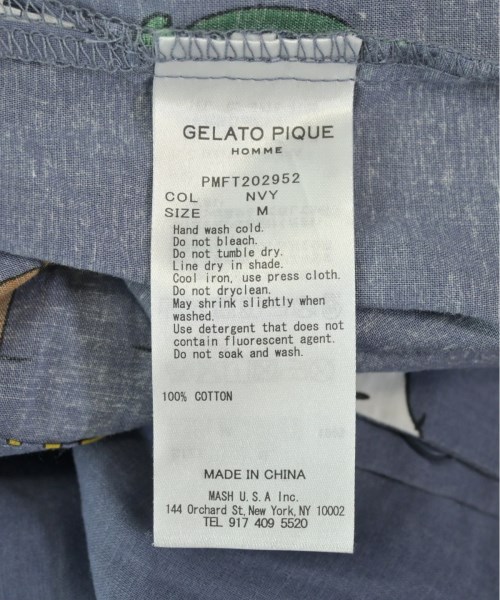 GELATO PIQUE
HOMME
PMFT202952
COL NVY
SIZE M
Hand wash cold.
Do not bleach.
Do not tumble dry.
Line dry in shade.
Cool iron, use press cloth.
Do not dryclean.
May shrink slightly when
washed.
Use detergent that does not
contain fluorescent agent.
Do not soak and wash.
100% COTTON
MADE IN CHINA
MASH U.S.A Inc.
144 Orchard St, New York, NY 10002
TEL 917 409 5520